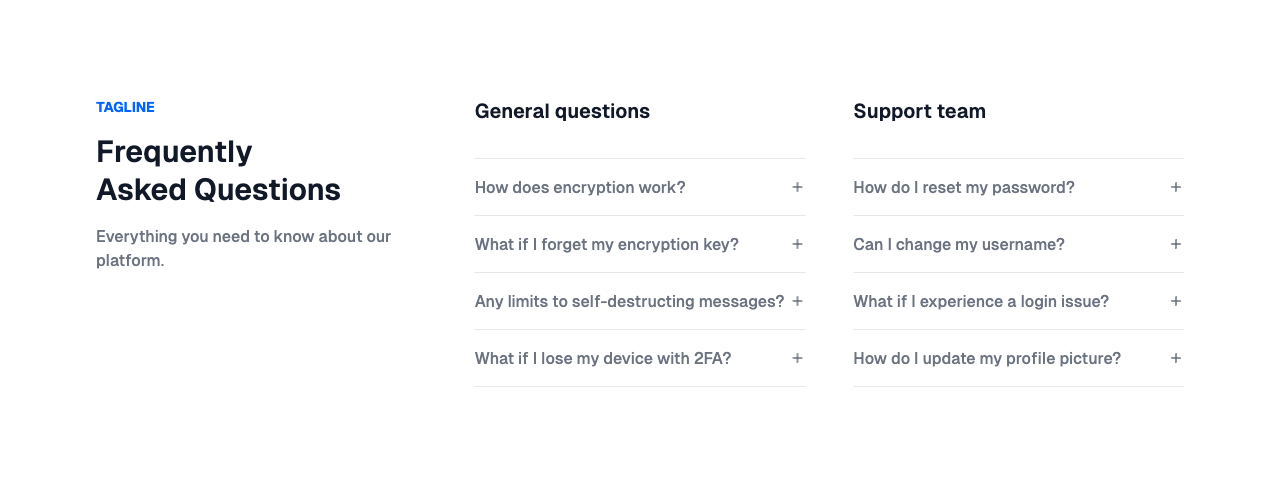 TAGLINE
Frequently
Asked Questions
Everything you need to know about our
platform.
General questions
How does encryption work?
What if I forget my encryption key?
Any limits to self-destructing messages?
What if I lose my device with 2FA?
Support team
How do I reset my password?
Can I change my username?
What if I experience a login issue?
How do I update my profile picture?